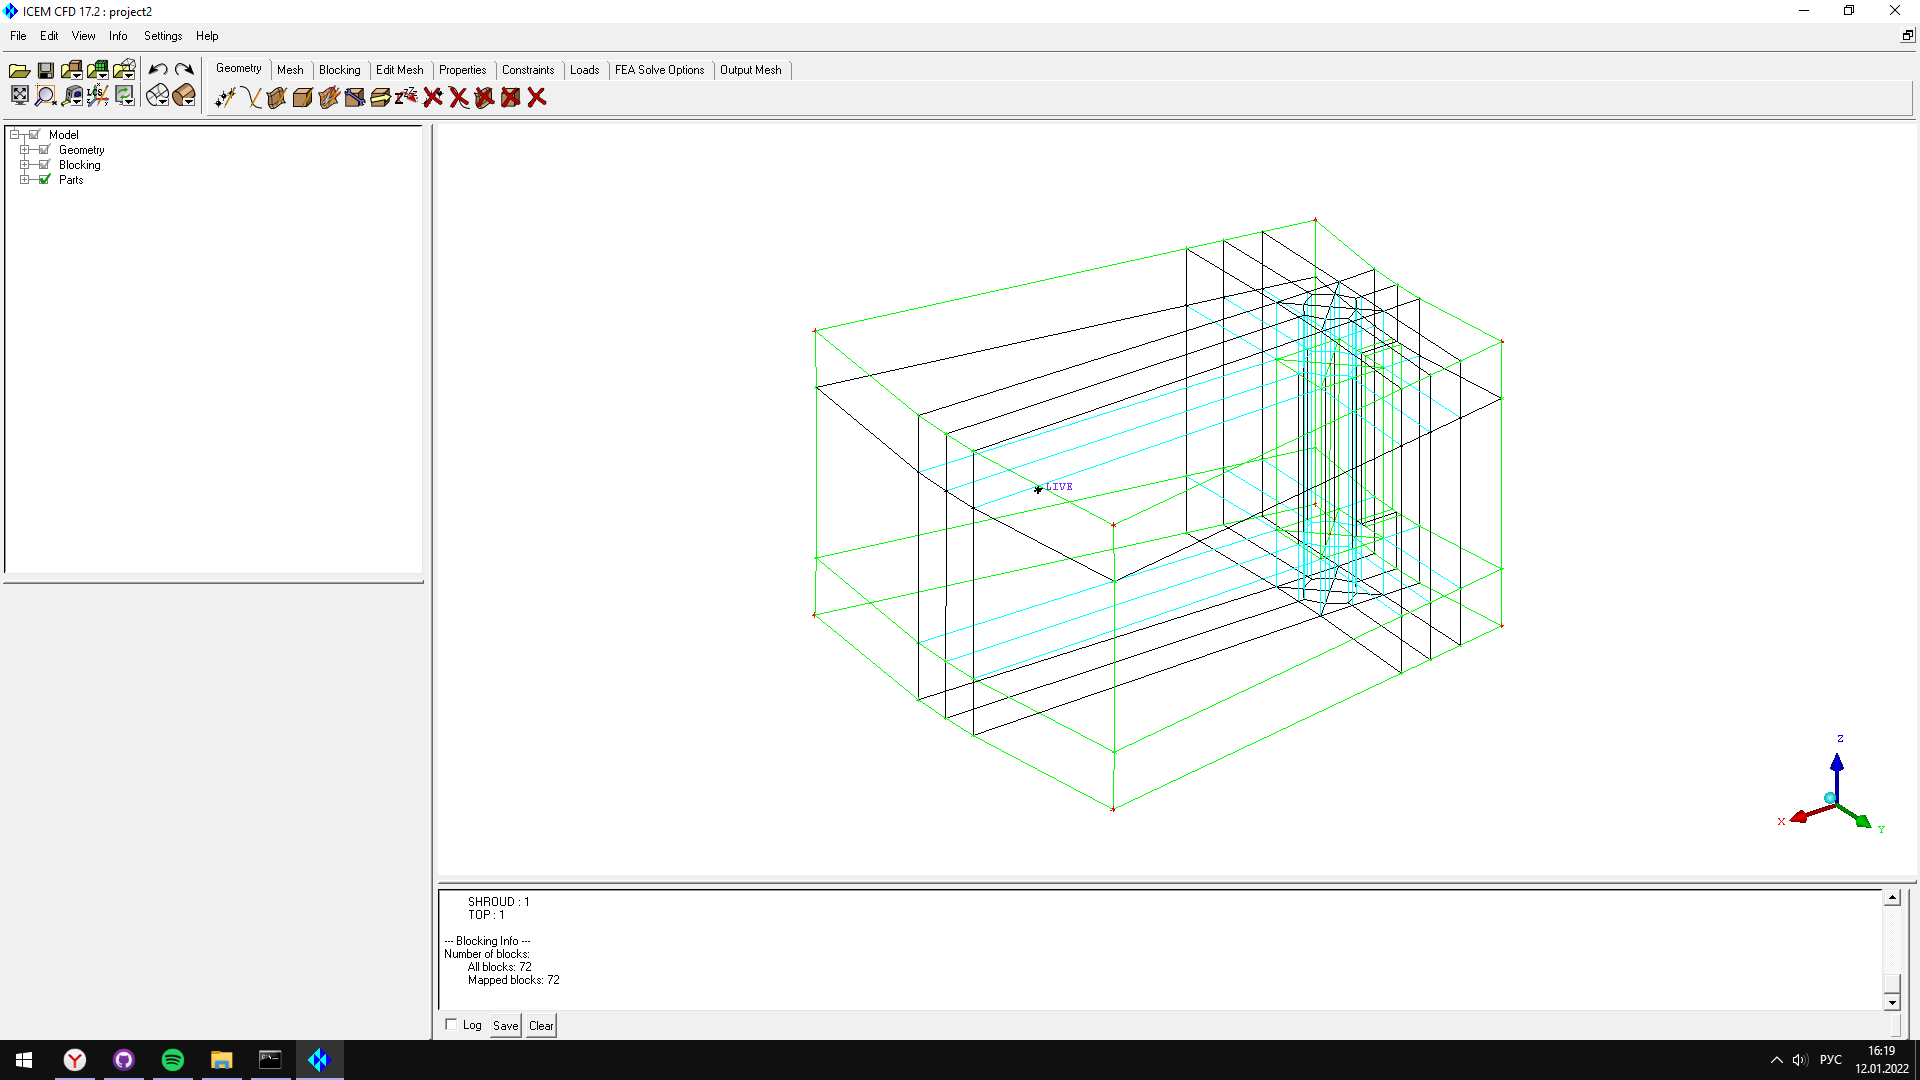 ICEM CFD 17.2 : project2
File Edit View Info Settings Help
Geometry Mesh Blocking Edit Mesh Properties Constraints Loads FEA Solve Options Output Mesh
LCS
Model
Geometry
Blocking
Parts
LIVE
Z
X
Y
SHROUD : 1
TOP : 1
--- Blocking Info ---
Number of blocks:
All blocks: 72
Mapped blocks: 72
Log Save Clear
РУС
16:19
12.01.2022